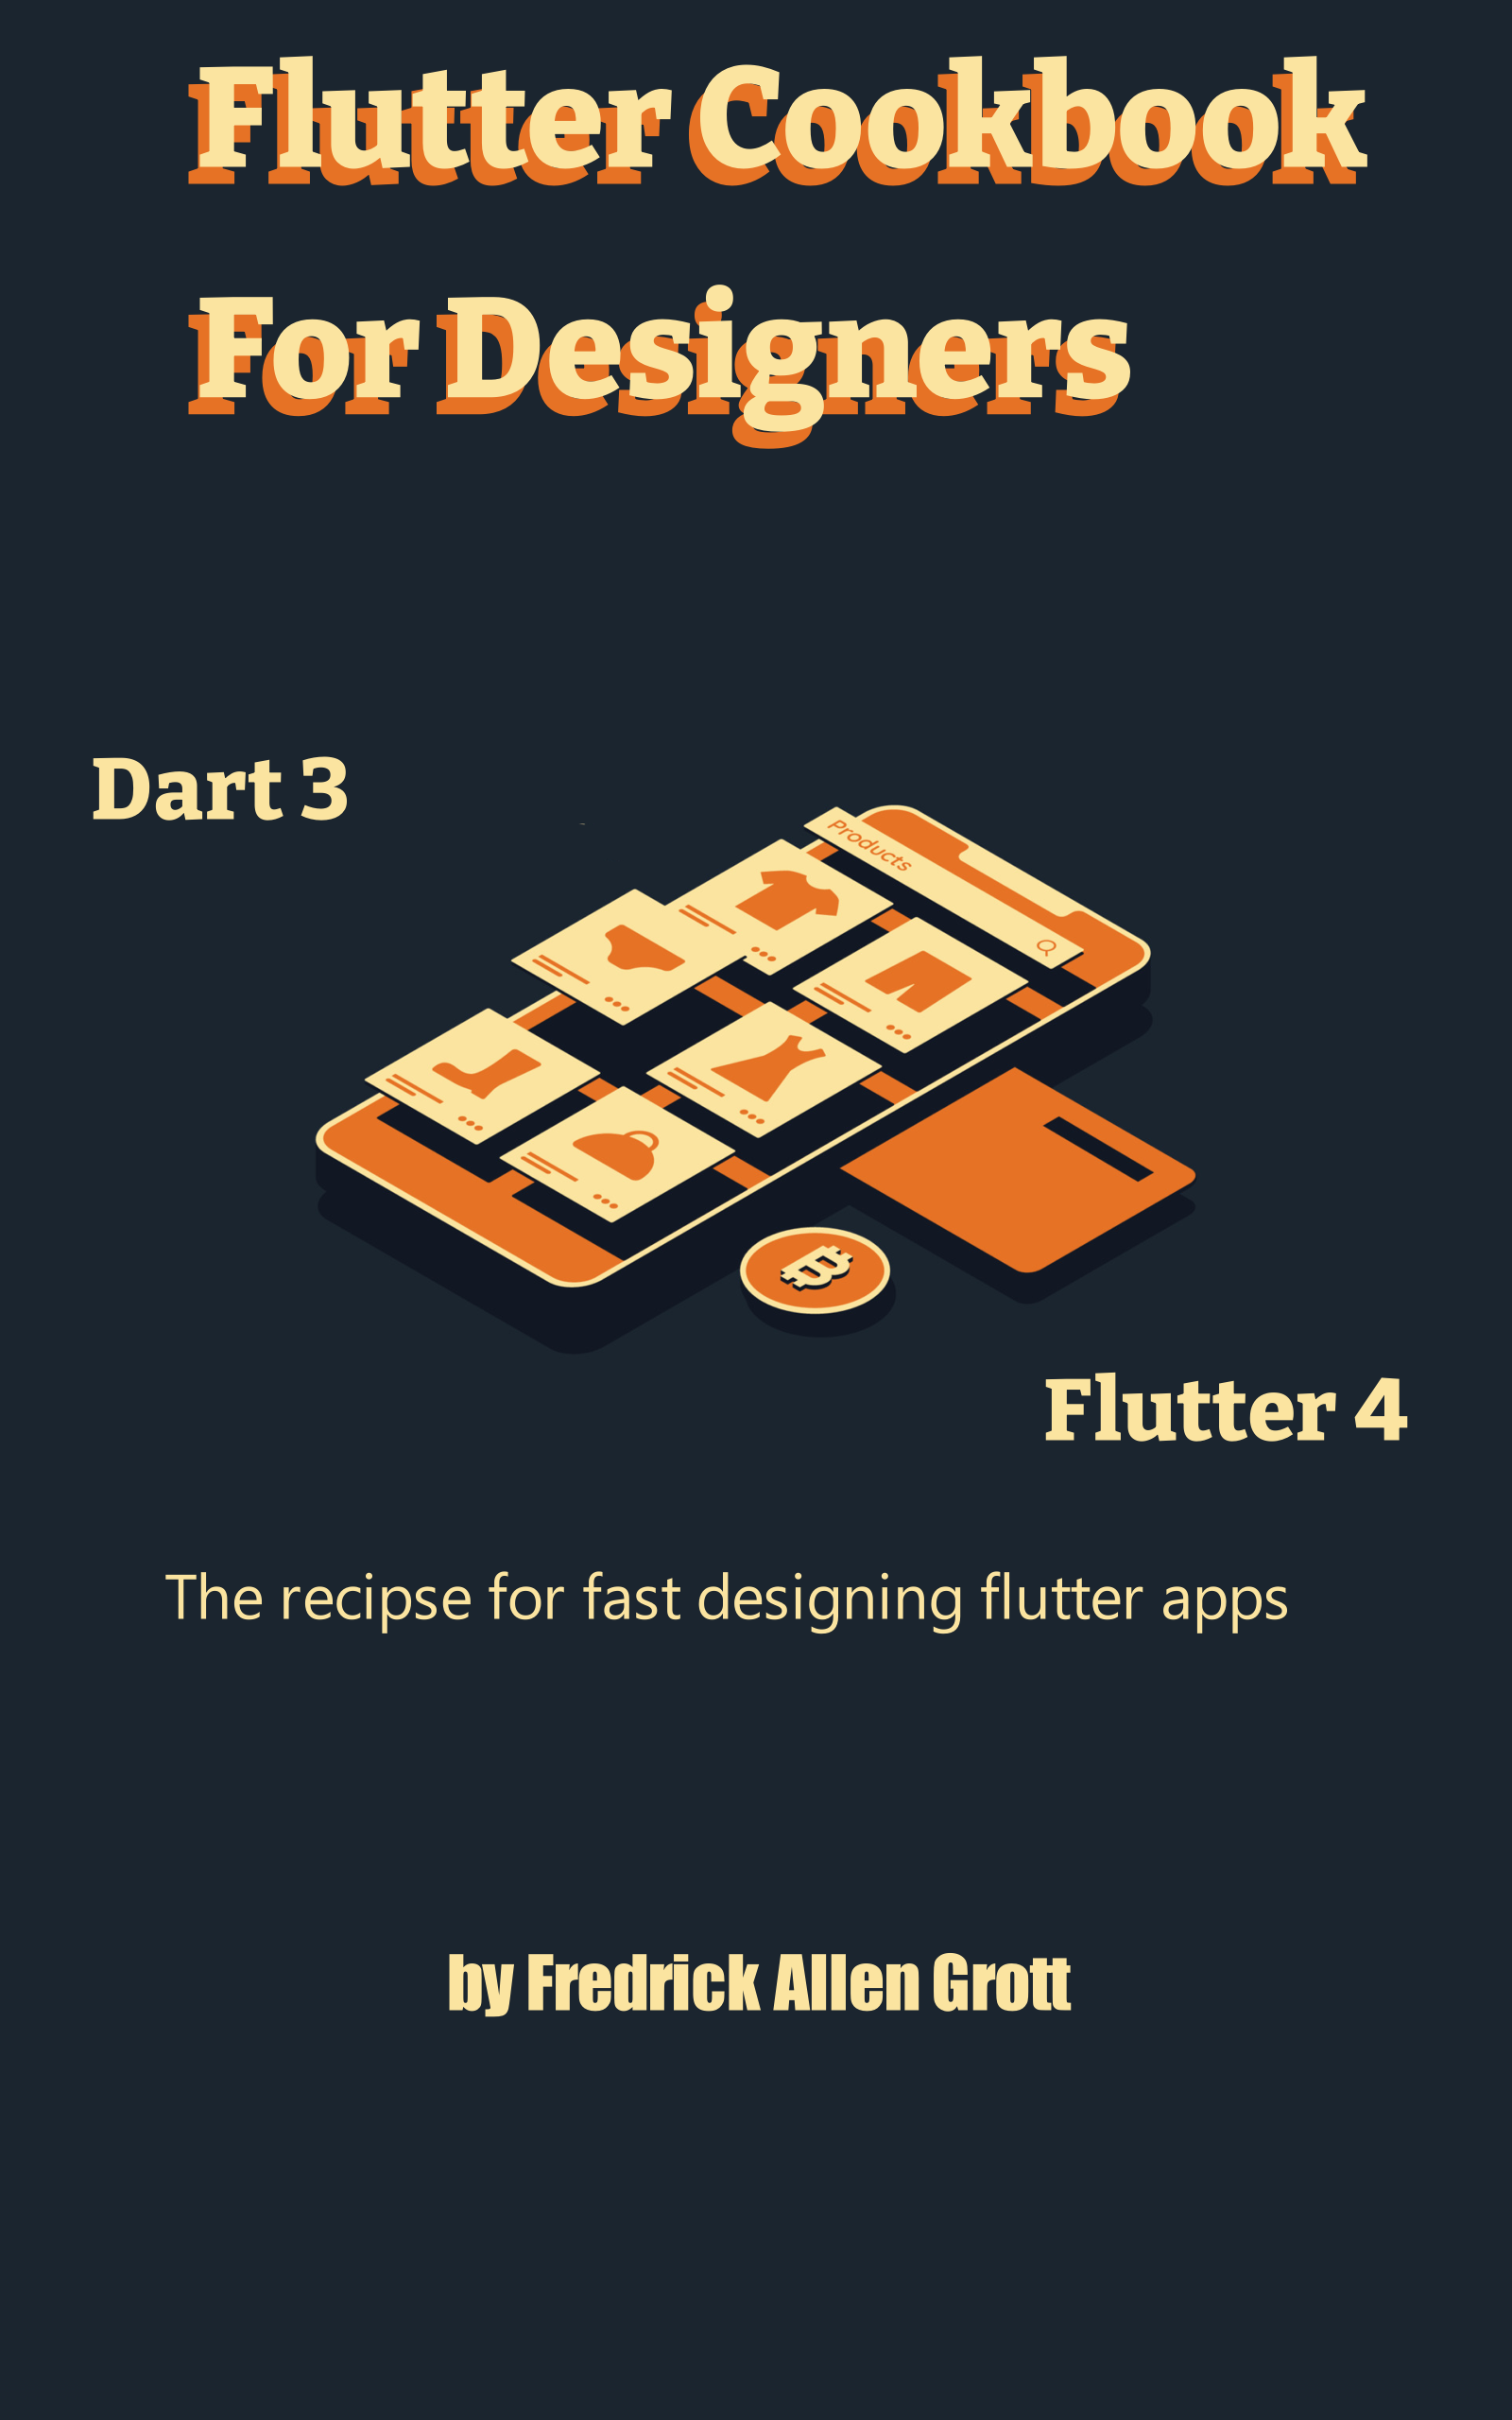 Flutter Cookbook
For Designers
Dart 3
Products
Flutter 4
The recipse for fast designing flutter apps
by Fredrick Allen Grott